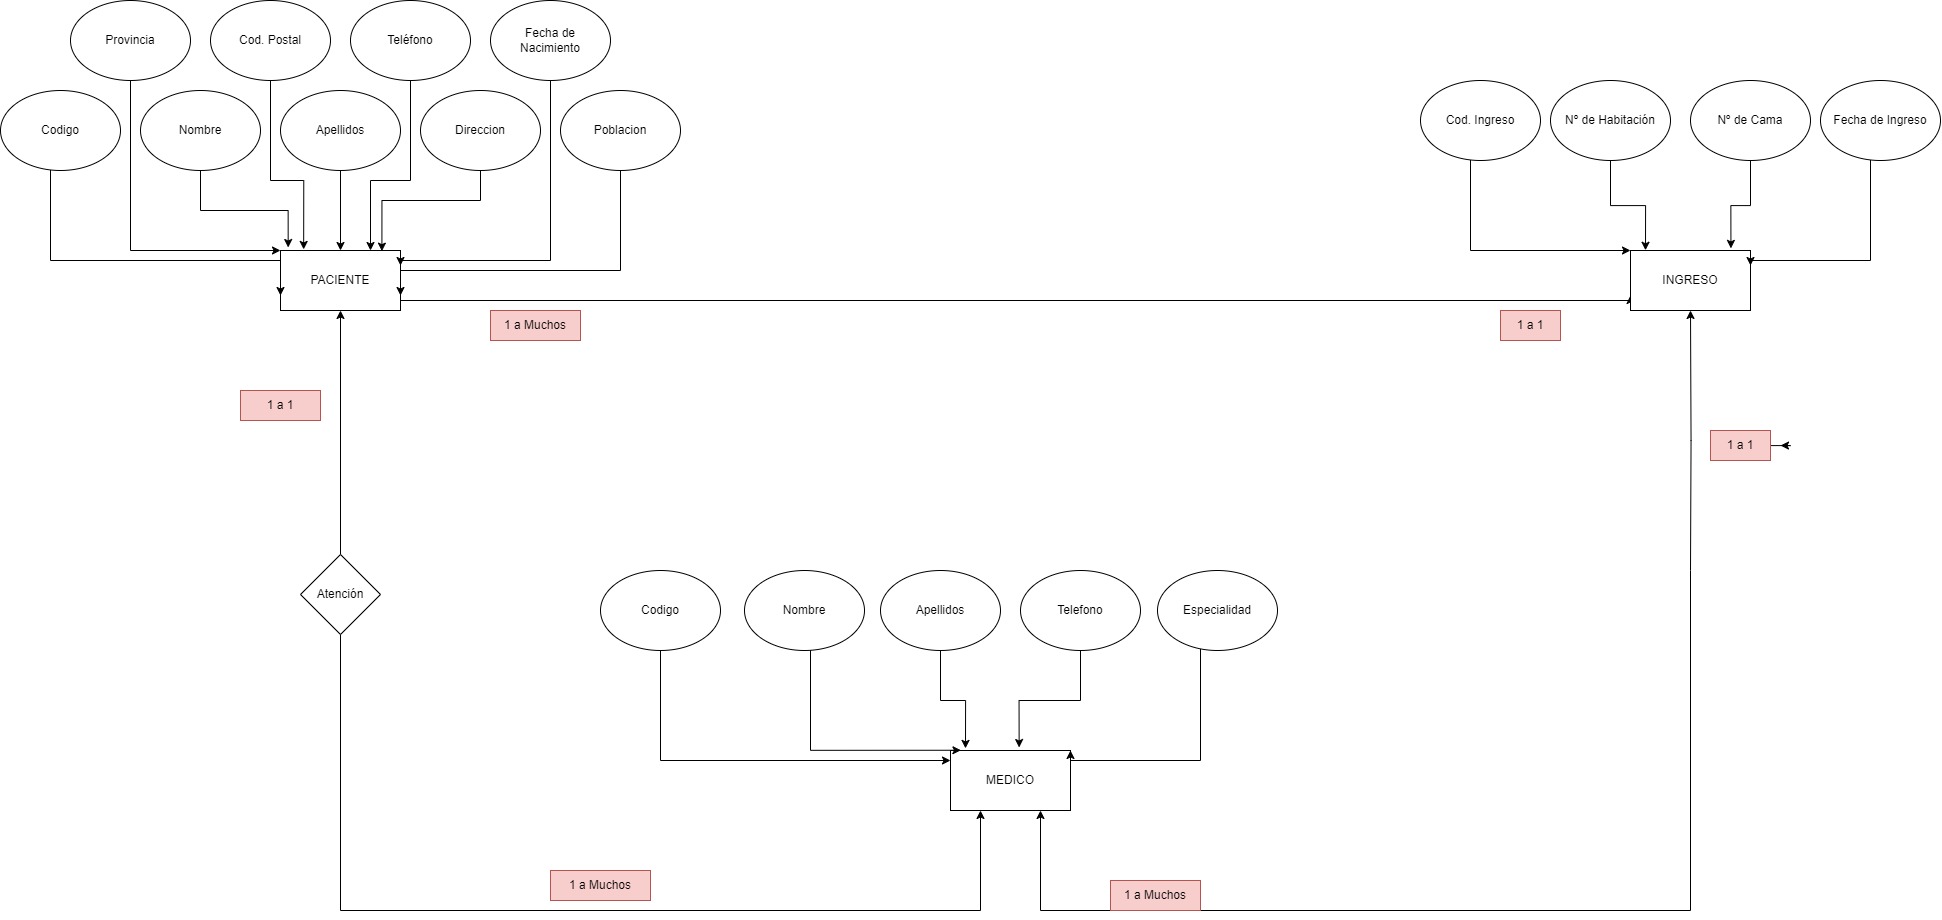 Provincia
Cod. Postal
Teléfono
Fecha de
Nacimiento
Codigo
Nombre
Apellidos
Direccion
Poblacion
Cod. Ingreso
Nº de Habitación
Nº de Cama
Fecha de Ingreso
PACIENTE
INGRESO
1 a Muchos
1 a 1
1 a 1
1 a 1
Atención
Codigo
Nombre
Apellidos
Telefono
Especialidad
MEDICO
1 a Muchos
1 a Muchos